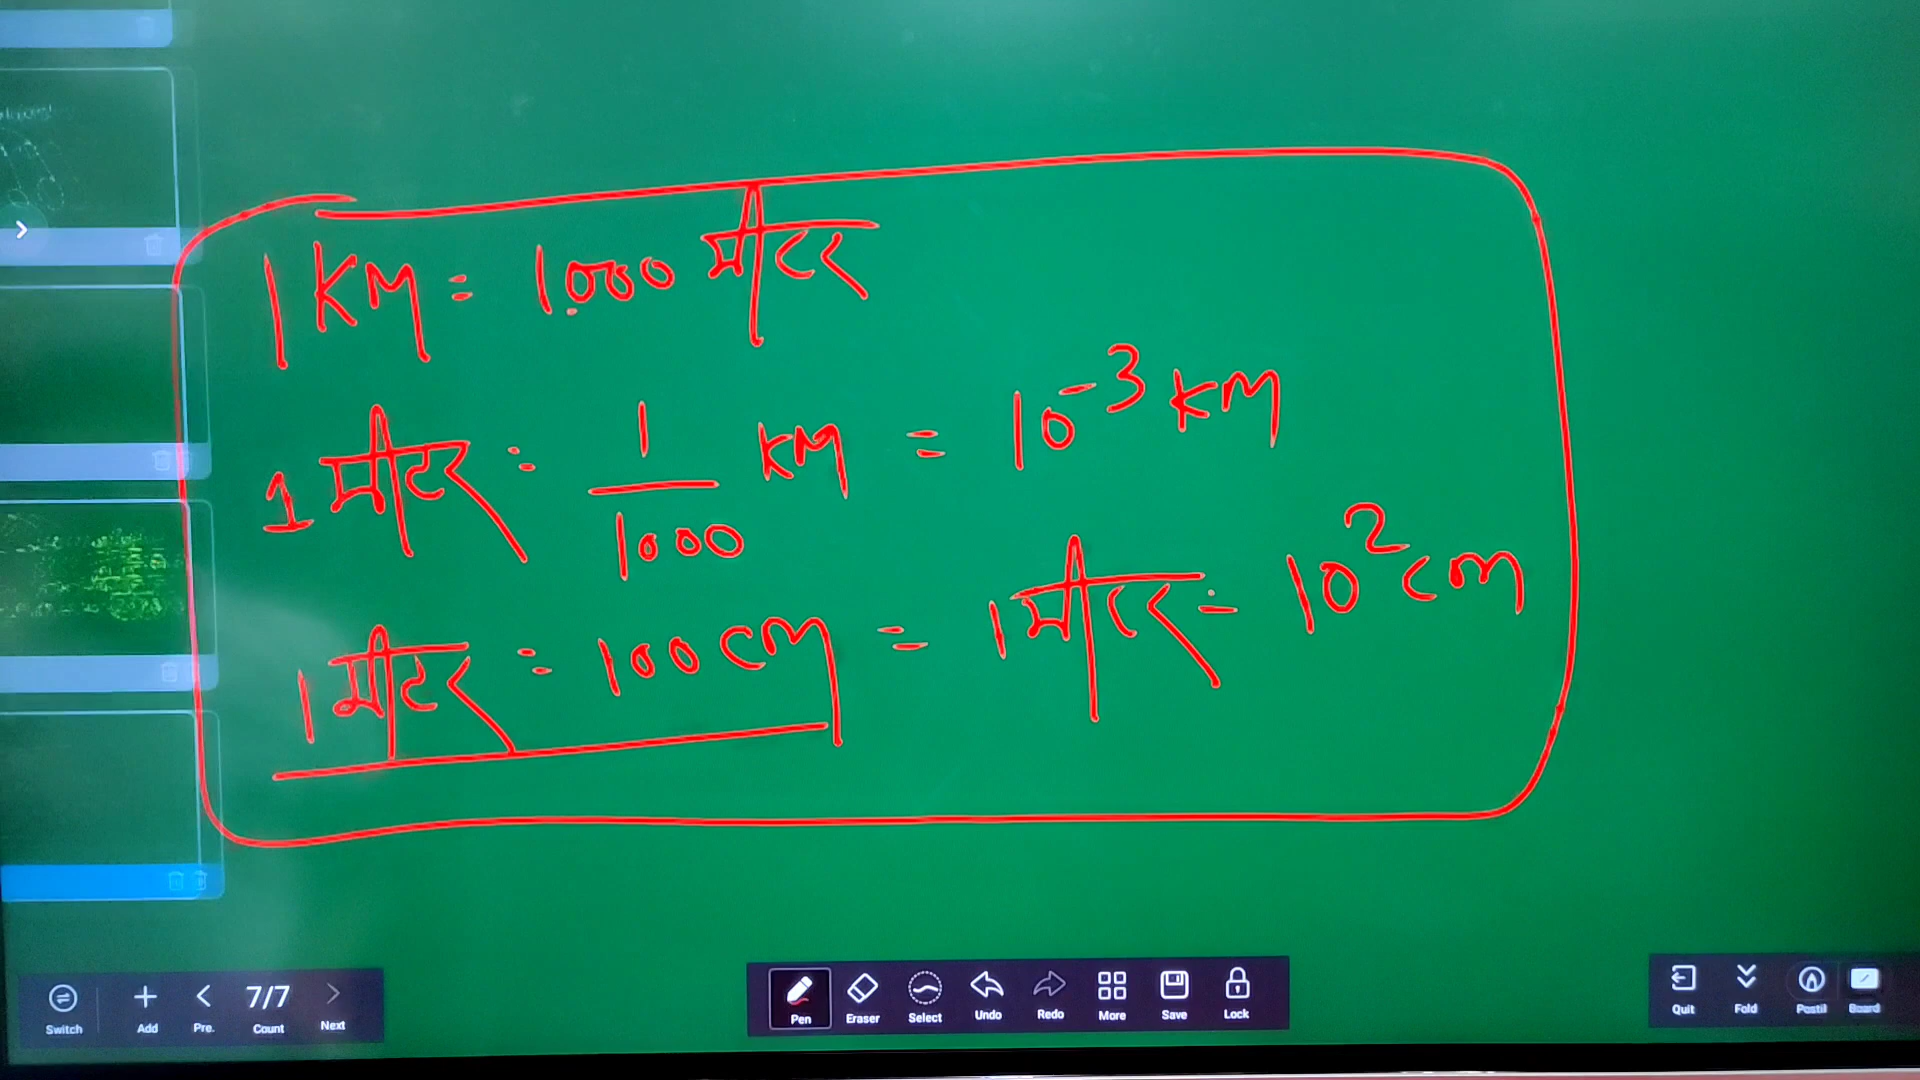 1 KM = 1000 मीटर
1 मीटर = 1/1000 KM = 10⁻³ KM
1 मीटर = 100 cm = 1 मीटर = 10² cm
Switch Add Pre. 7/7 Count Next
Pen Eraser Select Undo Redo More Save Lock
Quit Fold Postil Board